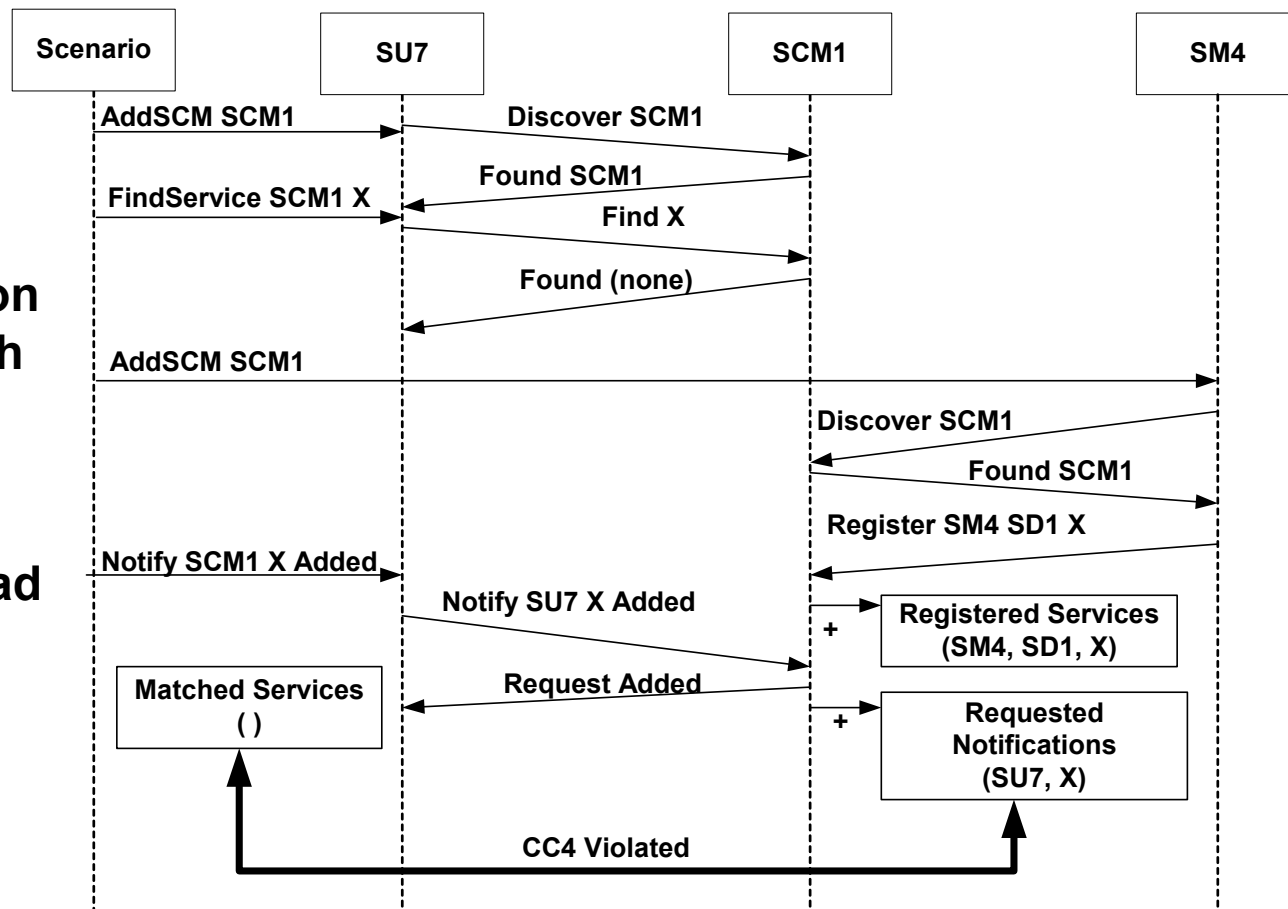 Scenario
SU7
SCM1
SM4
AddSCM SCM1
Discover SCM1
Found SCM1
FindService SCM1 X
Find X
Found (none)
on
h
AddSCM SCM1
Discover SCM1
Found SCM1
Register SM4 SD1 X
Notify SCM1 X Added
ad
Notify SU7 X Added
+
Registered Services
(SM4, SD1, X)
Matched Services
( )
Request Added
+
Requested
Notifications
(SU7, X)
CC4 Violated